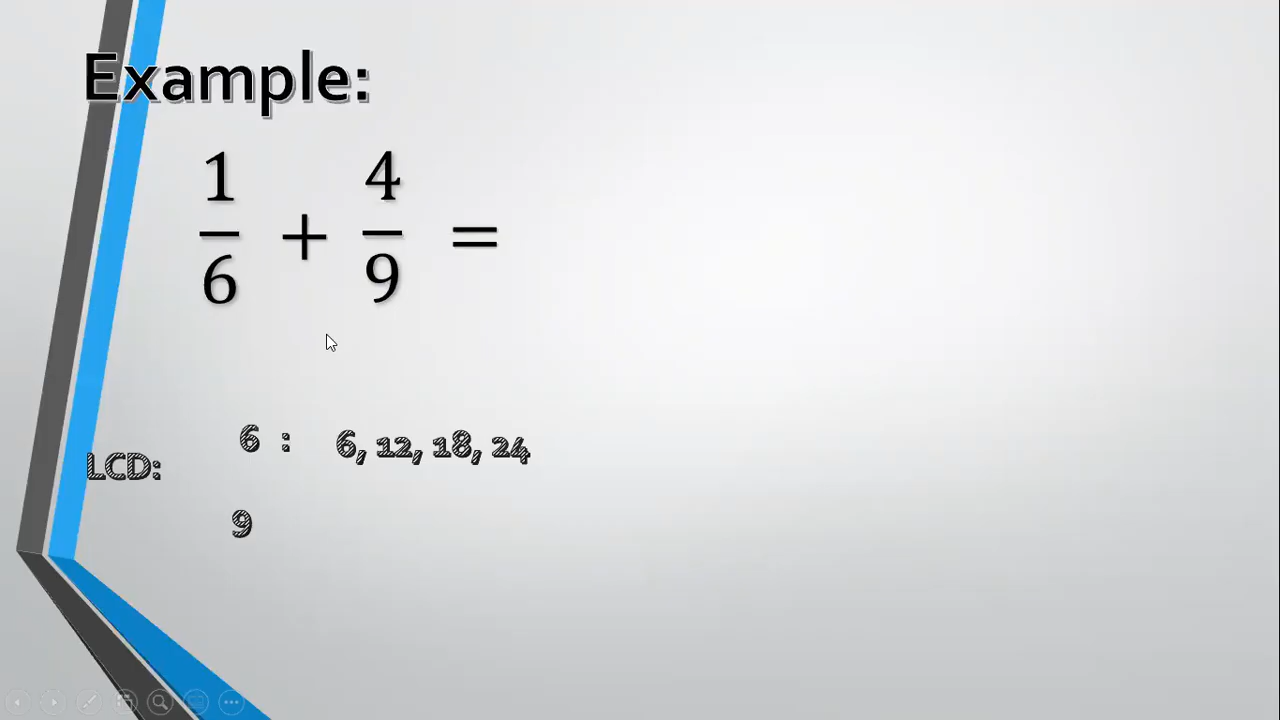 Example:
1/6 + 4/9 =
LCD:
6 : 6, 12, 18, 24
9